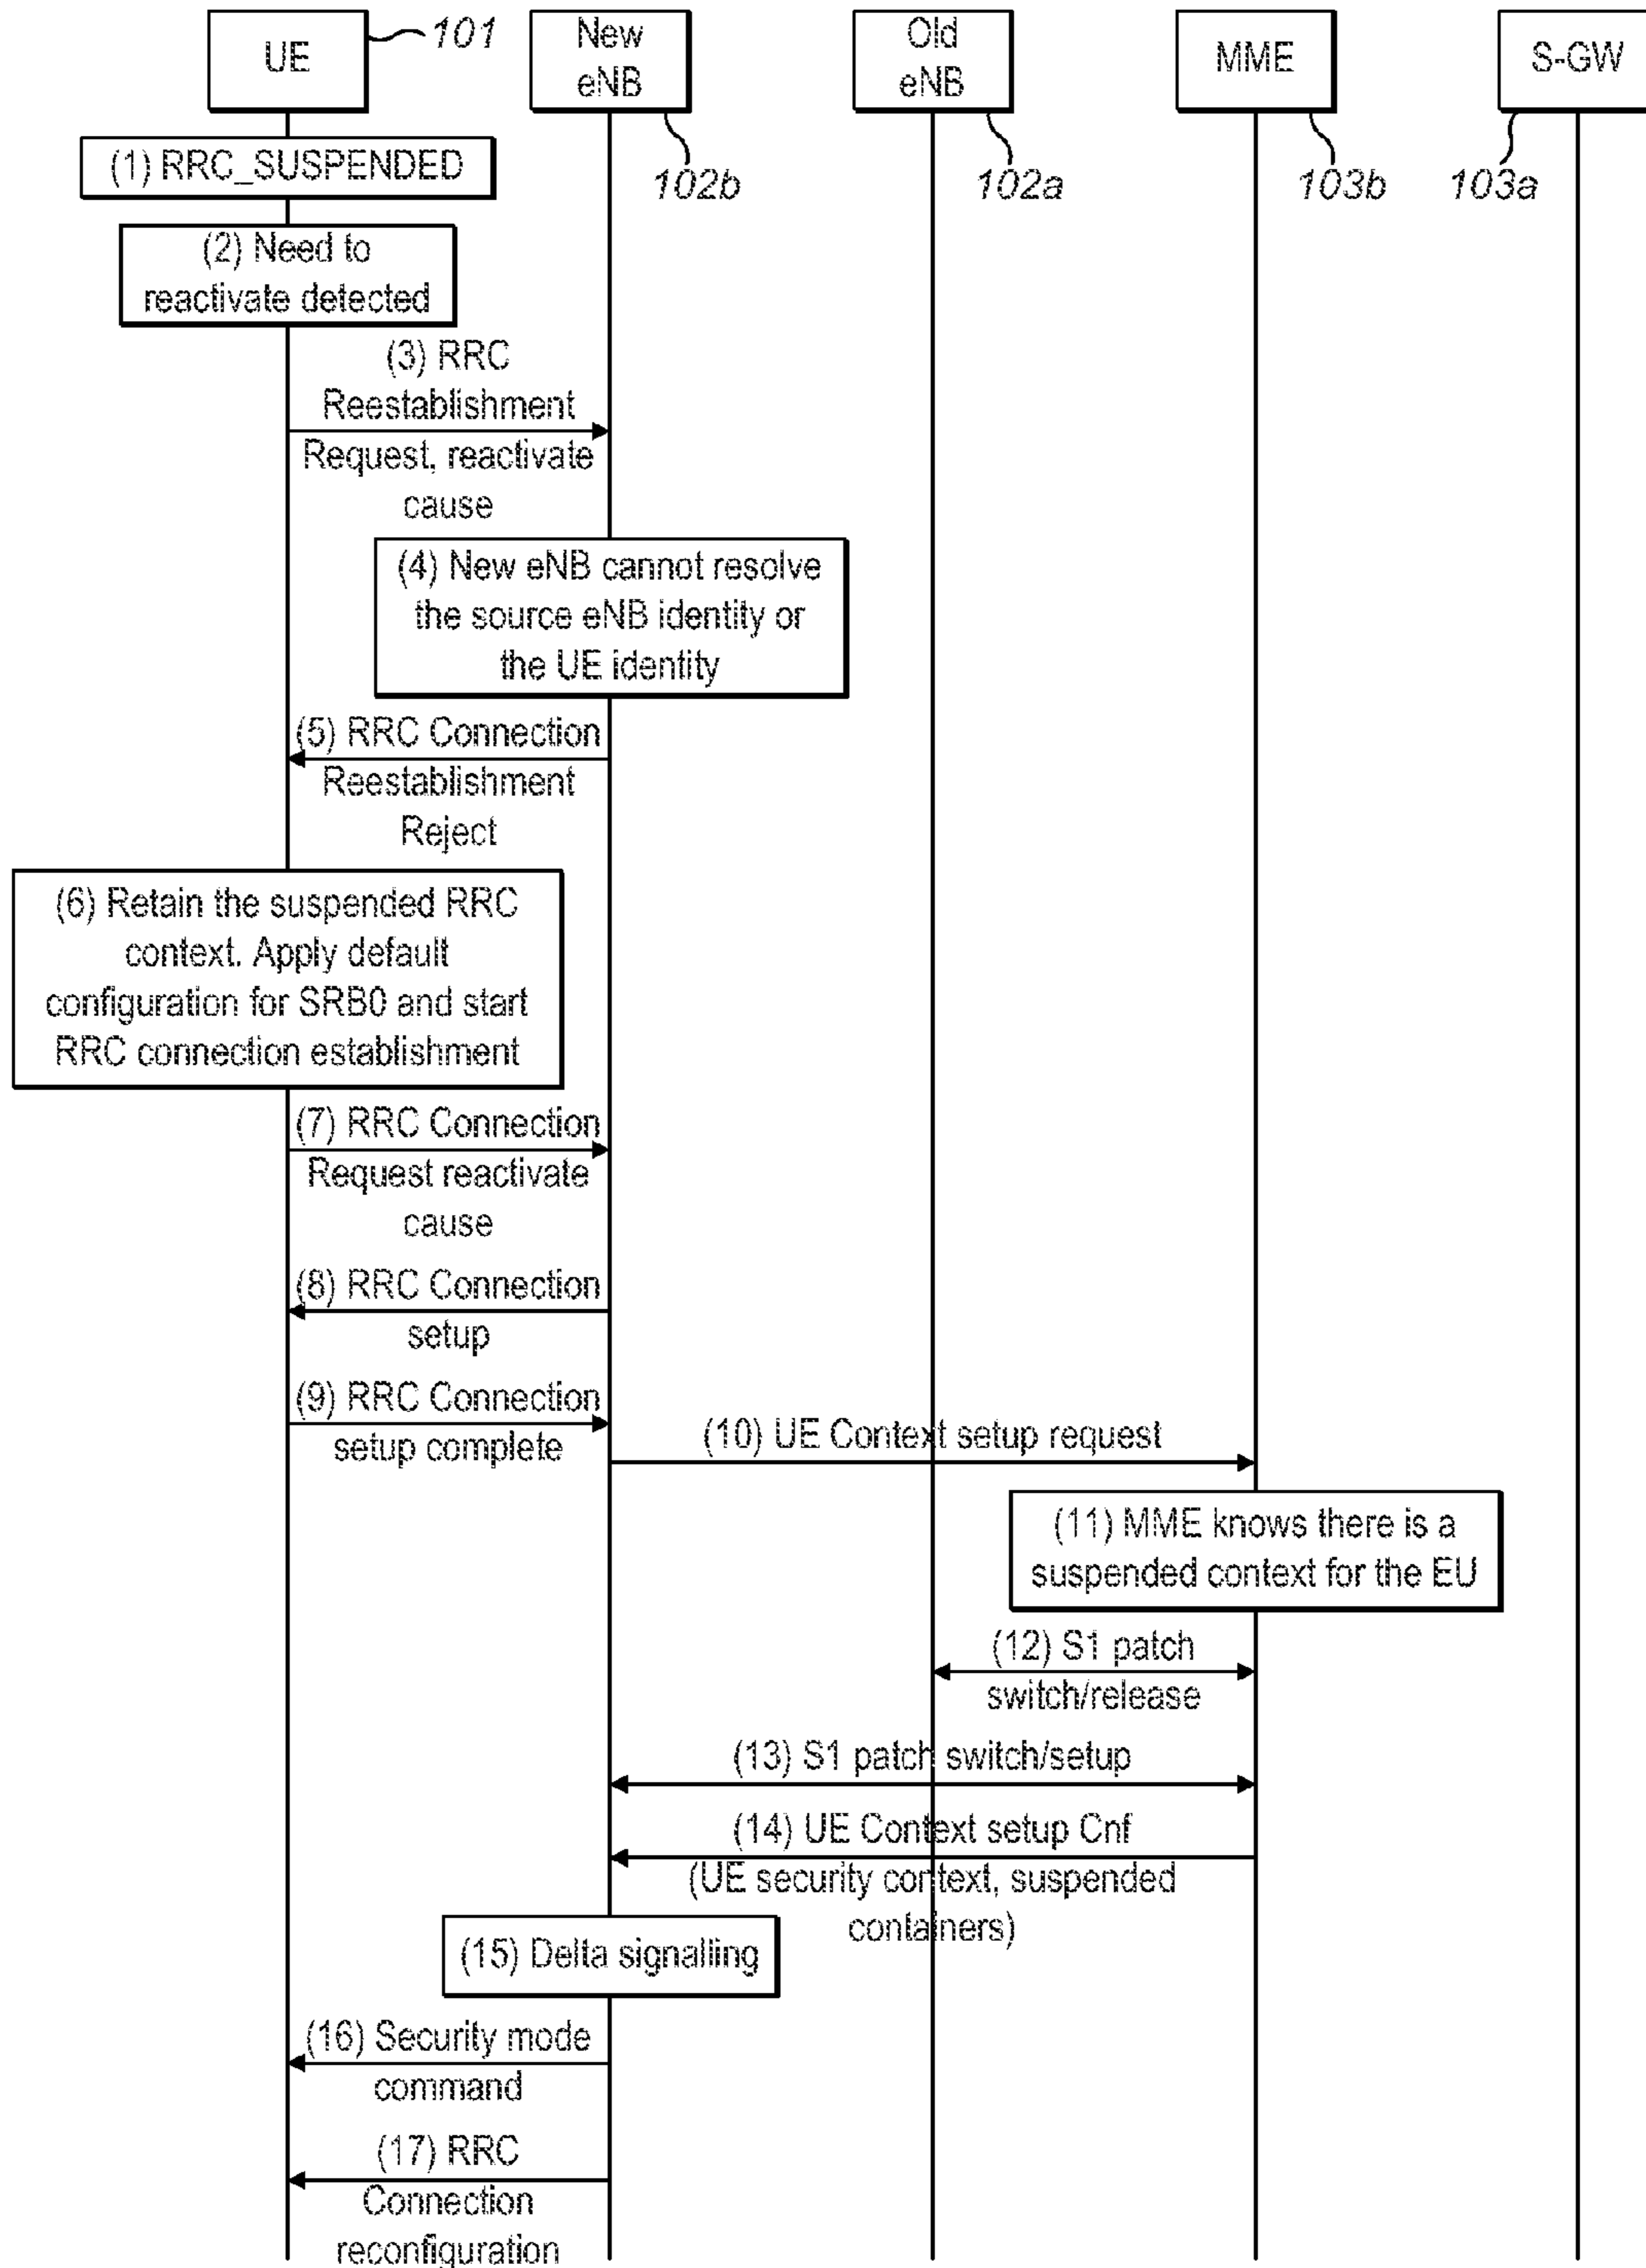 UE
101
New
eNB
102b
Old
eNB
102a
MME
103b
S-GW
103a
(1) RRC_SUSPENDED
(2) Need to
reactivate detected
(3) RRC
Reestablishment
Request, reactivate
cause
(4) New eNB cannot resolve
the source eNB identity or
the UE identity
(5) RRC Connection
Reestablishment
Reject
(6) Retain the suspended RRC
context. Apply default
configuration for SRB0 and start
RRC connection establishment
(7) RRC Connection
Request reactivate
cause
(8) RRC Connection
setup
(9) RRC Connection
setup complete
(10) UE Context setup request
(11) MME knows there is a
suspended context for the EU
(12) S1 patch
switch/release
(13) S1 patch switch/setup
(14) UE Context setup Cnf
(UE security context, suspended
containers)
(15) Delta signalling
(16) Security mode
command
(17) RRC
Connection
reconfiguration